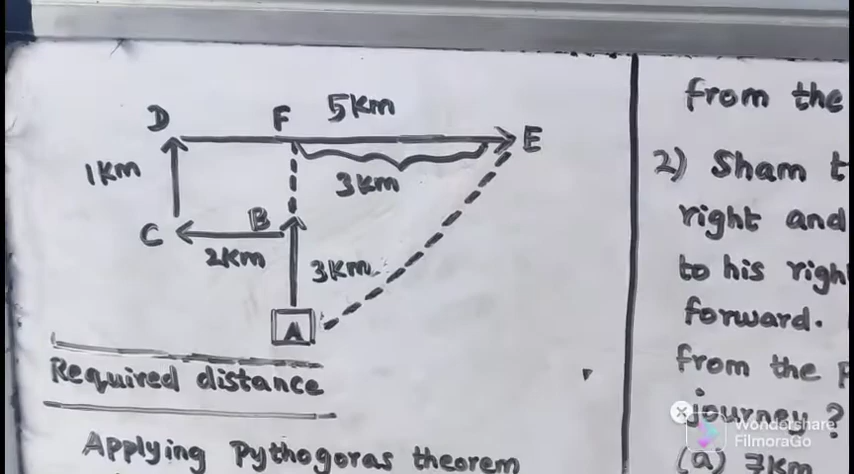 D F 5km E
1km
3km
C B
2km 3km
A
Required distance
Applying Pythogoras theorem
from the
2) Sham
right and
to his
forward.
from the
journey ?
(a) 7km
Wondershare
FilmoraGo